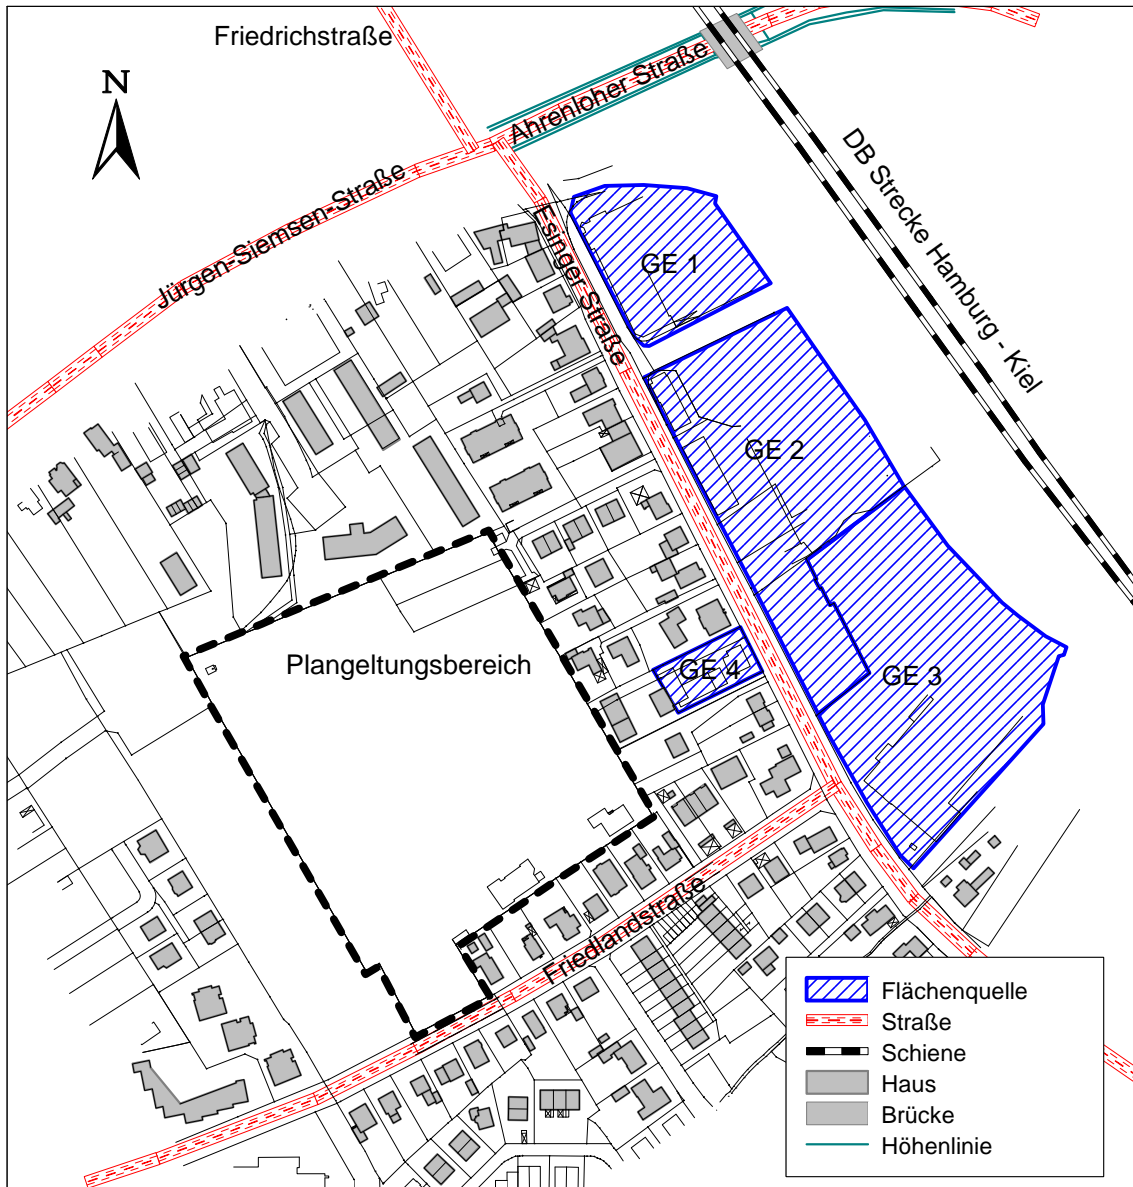 Friedrichstraße
N
Ahrenloher Straße
DB Strecke Hamburg - Kiel
Jürgen-Siemsen-Straße
Esinger Straße
GE 1
GE 2
Plangeltungsbereich
GE 4
GE 3
Friedlandstraße
Flächenquelle
Straße
Schiene
Haus
Brücke
Höhenlinie